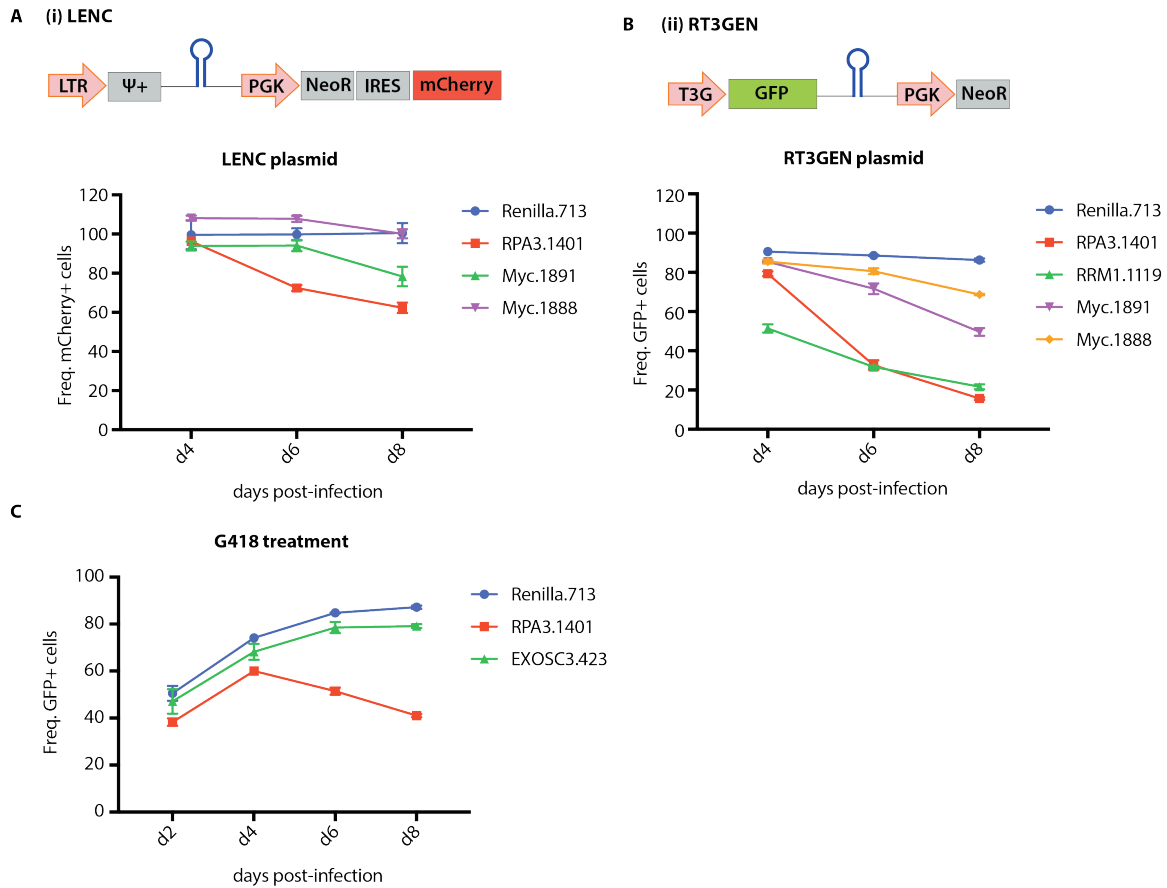 A (i) LENC
LTR Ψ+ PGK NeoR IRES mCherry
LENC plasmid
120
100
80
60
40
20
0
Freq. mCherry+ cells
d4 d6 d8
days post-infection
Renilla.713
RPA3.1401
Myc.1891
Myc.1888
B (ii) RT3GEN
T3G GFP PGK NeoR
RT3GEN plasmid
120
100
80
60
40
20
0
Freq. GFP+ cells
d4 d6 d8
days post-infection
Renilla.713
RPA3.1401
RRM1.1119
Myc.1891
Myc.1888
C
G418 treatment
100
80
60
40
20
0
Freq. GFP+ cells
d2 d4 d6 d8
days post-infection
Renilla.713
RPA3.1401
EXOSC3.423